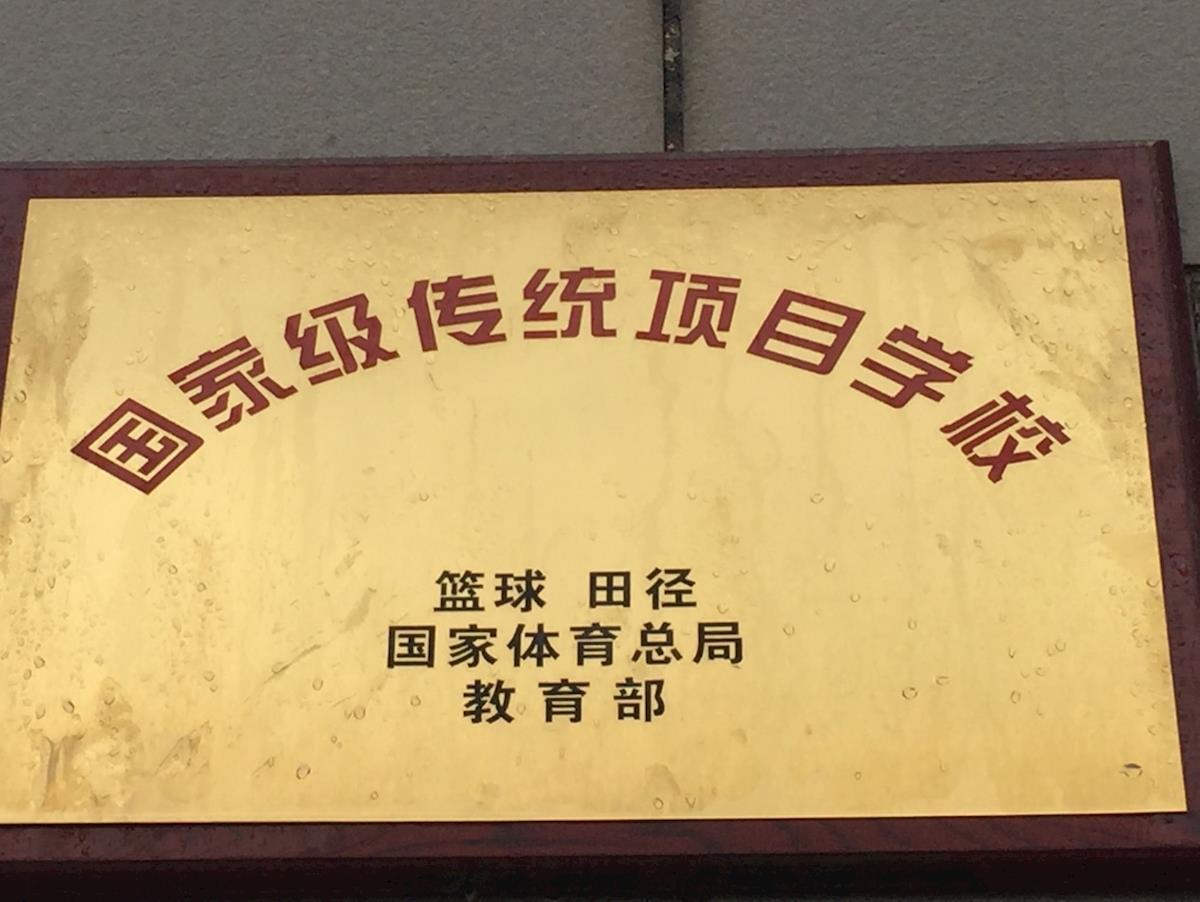 国家级传统项目学校
篮球 田径
国家体育总局
教育部